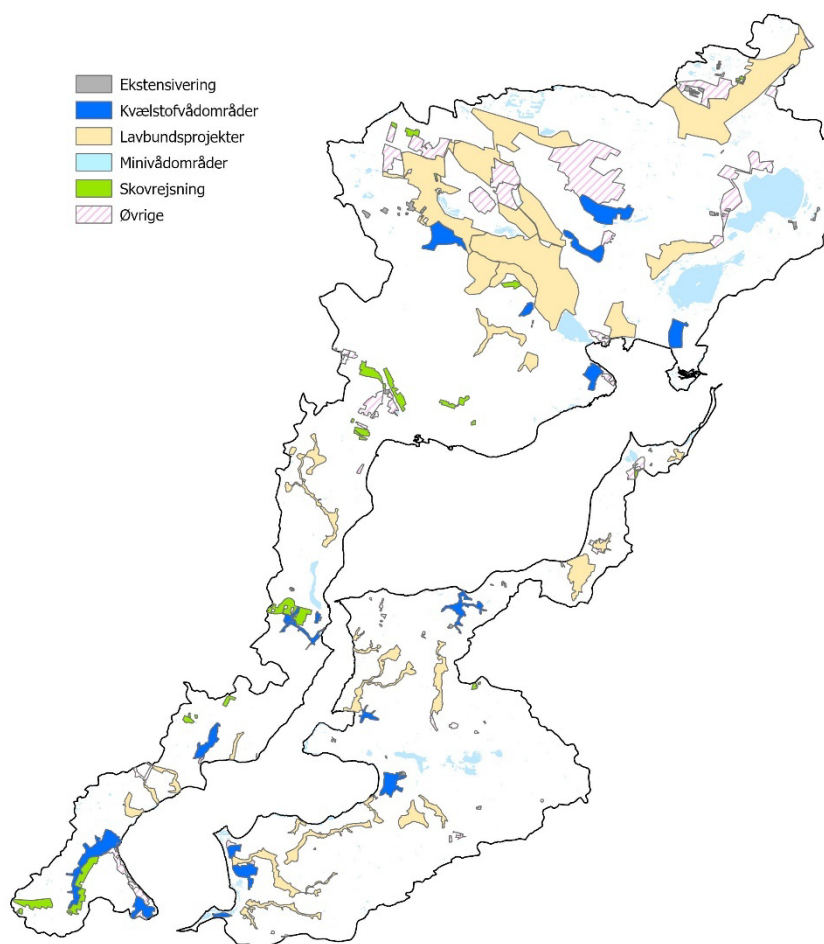 Ekstensivering
Kvælstofvådområder
Lavbundsprojekter
Minivådområder
Skovrejsning
Øvrige